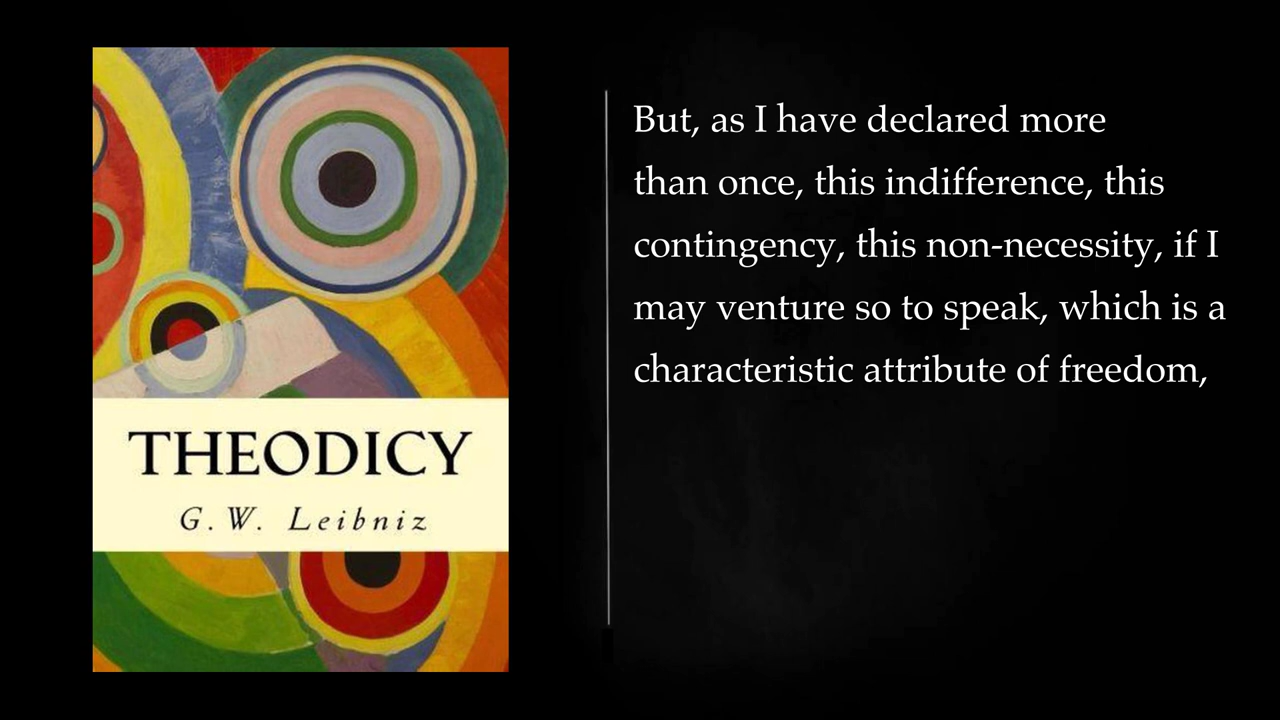 THEODICY
G. W. Leibniz
But, as I have declared more
than once, this indifference, this
contingency, this non-necessity, if I
may venture so to speak, which is a
characteristic attribute of freedom,